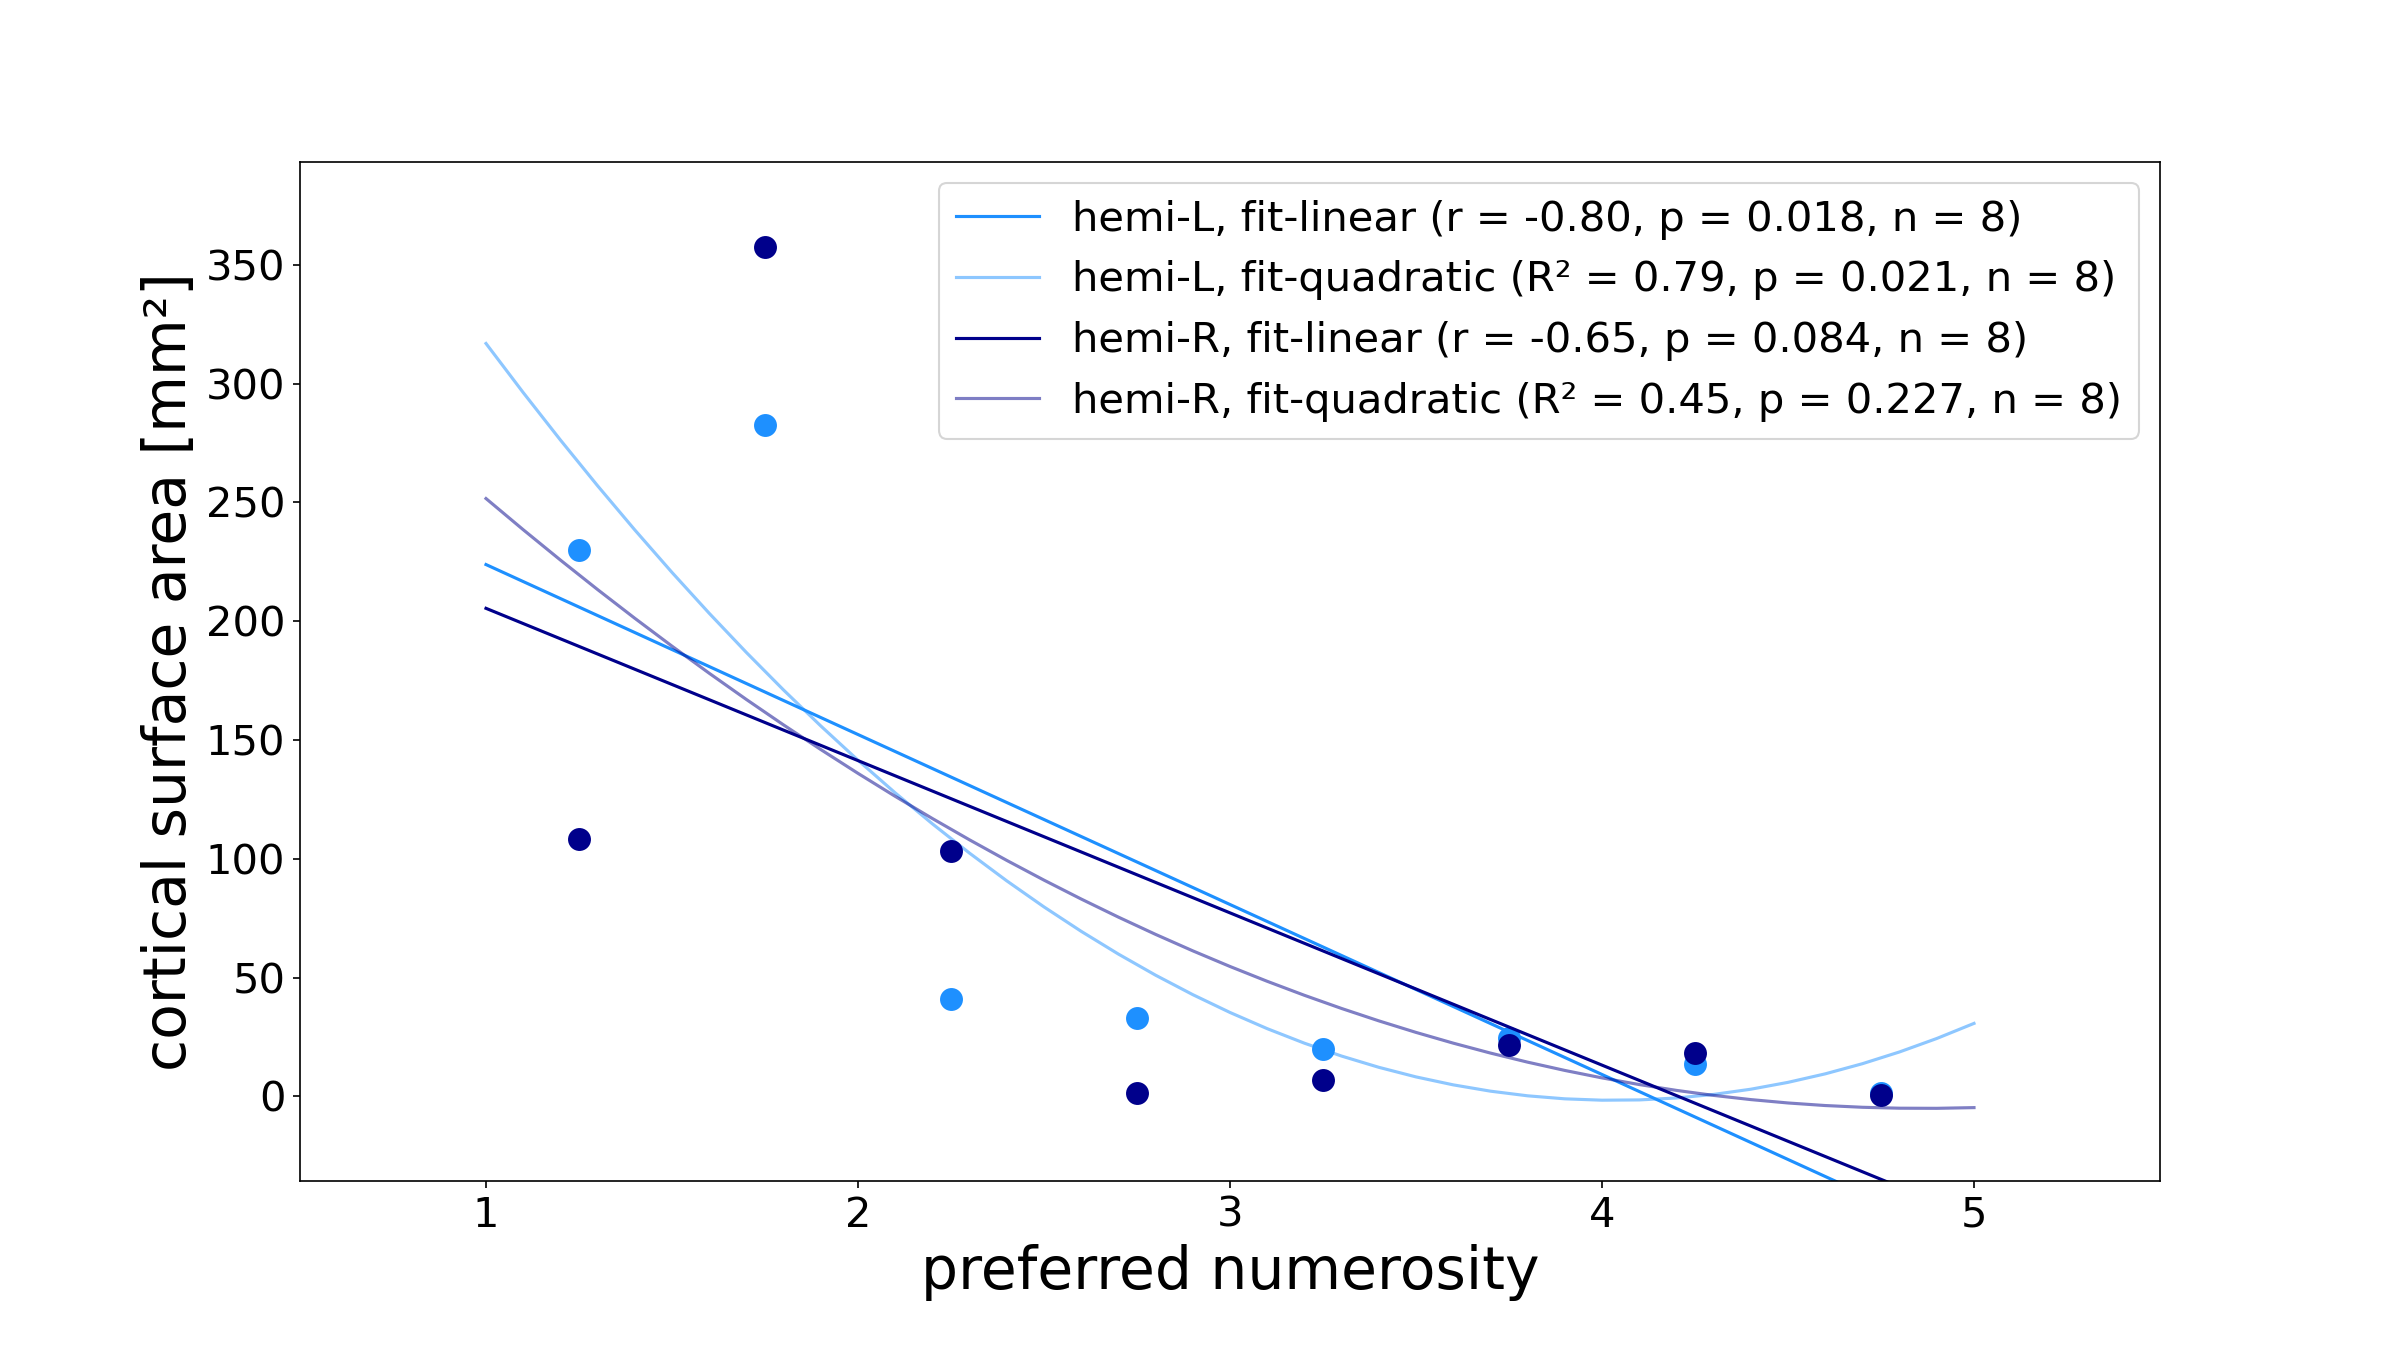 hemi-L, fit-linear (r = -0.80, p = 0.018, n = 8)
hemi-L, fit-quadratic (R² = 0.79, p = 0.021, n = 8)
hemi-R, fit-linear (r = -0.65, p = 0.084, n = 8)
hemi-R, fit-quadratic (R² = 0.45, p = 0.227, n = 8)
cortical surface area [mm²]
350
300
250
200
150
100
50
0
1 2 3 4 5
preferred numerosity